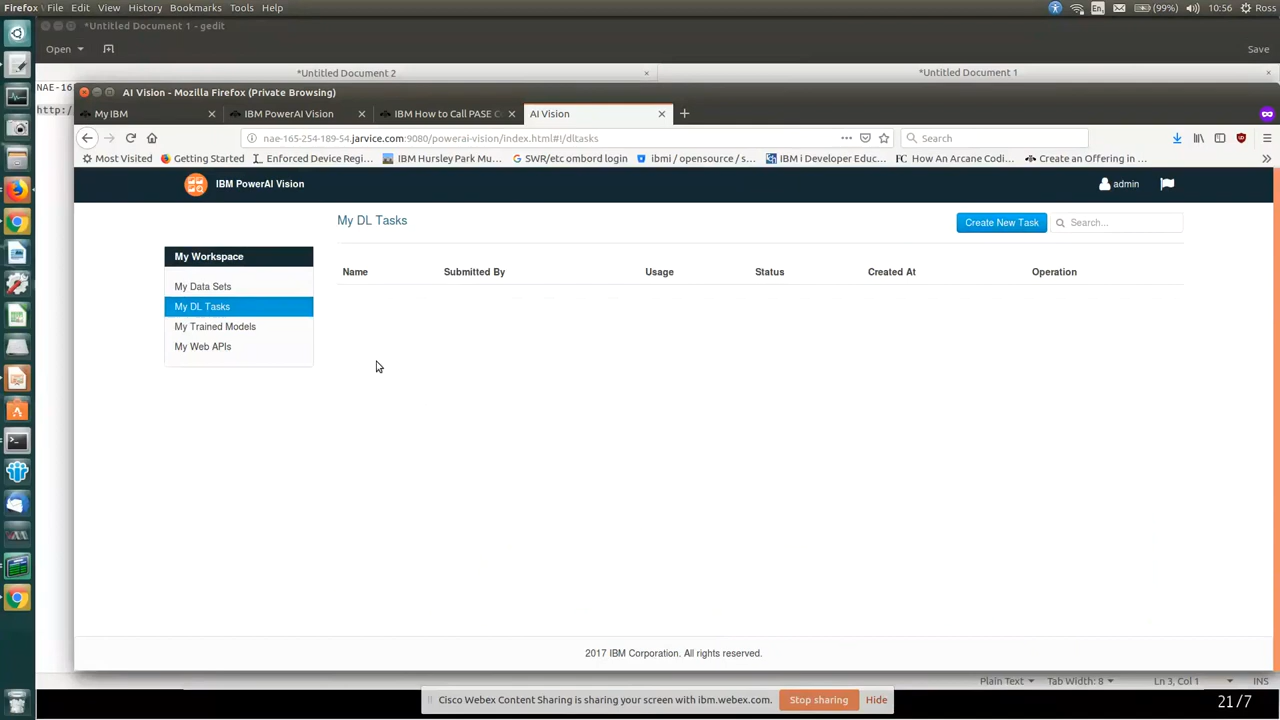 Firefox File Edit View History Bookmarks Tools Help
En (99%) 10:56 Ross
*Untitled Document 1 - gedit
Open Save
*Untitled Document 2 × *Untitled Document 1 ×
NAE-16
http:/
AI Vision - Mozilla Firefox (Private Browsing)
My IBM IBM PowerAI Vision IBM How to Call PASE AI Vision
nae-165-254-189-54.jarvice.com:9080/powerai-vision/index.html#!/dltasks Search
Most Visited Getting Started Enforced Device Regi... IBM Hursley Park Mu... SWR/etc ombord login ibmi / opensource / s... IBM i Developer Educ... FC How An Arcane Codi... Create an Offering in ...
IBM PowerAI Vision admin
My DL Tasks Create New Task Search...
My Workspace
My Data Sets
My DL Tasks
My Trained Models
My Web APIs
Name Submitted By Usage Status Created At Operation
2017 IBM Corporation. All rights reserved.
Plain Text Tab Width: 8 Ln 3, Col 1 INS
Cisco Webex Content Sharing is sharing your screen with ibm.webex.com. Stop sharing Hide
21/7